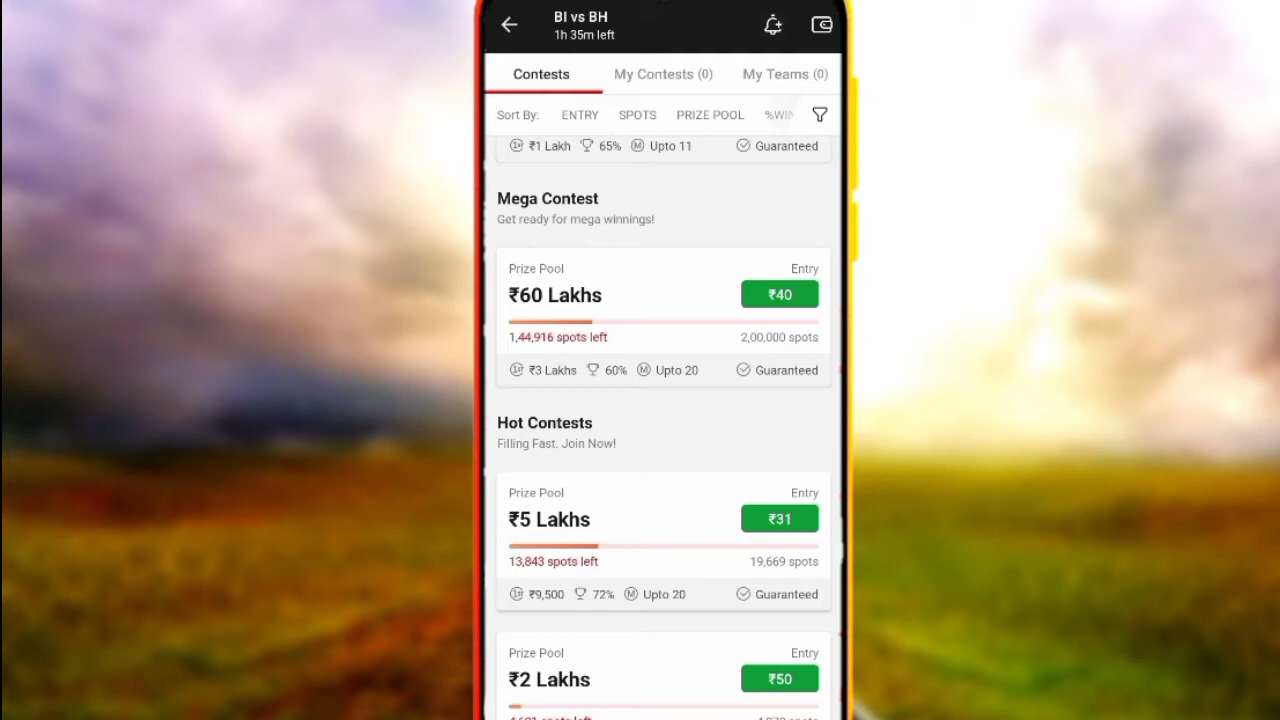 BI vs BH
1h 35m left
Contests My Contests (0) My Teams (0)
Sort By: ENTRY SPOTS PRIZE POOL
₹1 Lakh 65% Ⓜ Upto 11 Guaranteed
Mega Contest
Get ready for mega winnings!
Prize Pool Entry
₹60 Lakhs ₹40
1,44,916 spots left 2,00,000 spots
₹3 Lakhs 60% Ⓜ Upto 20 Guaranteed
Hot Contests
Filling Fast. Join Now!
Prize Pool Entry
₹5 Lakhs ₹31
13,843 spots left 19,669 spots
₹9,500 72% Ⓜ Upto 20 Guaranteed
Prize Pool Entry
₹2 Lakhs ₹50